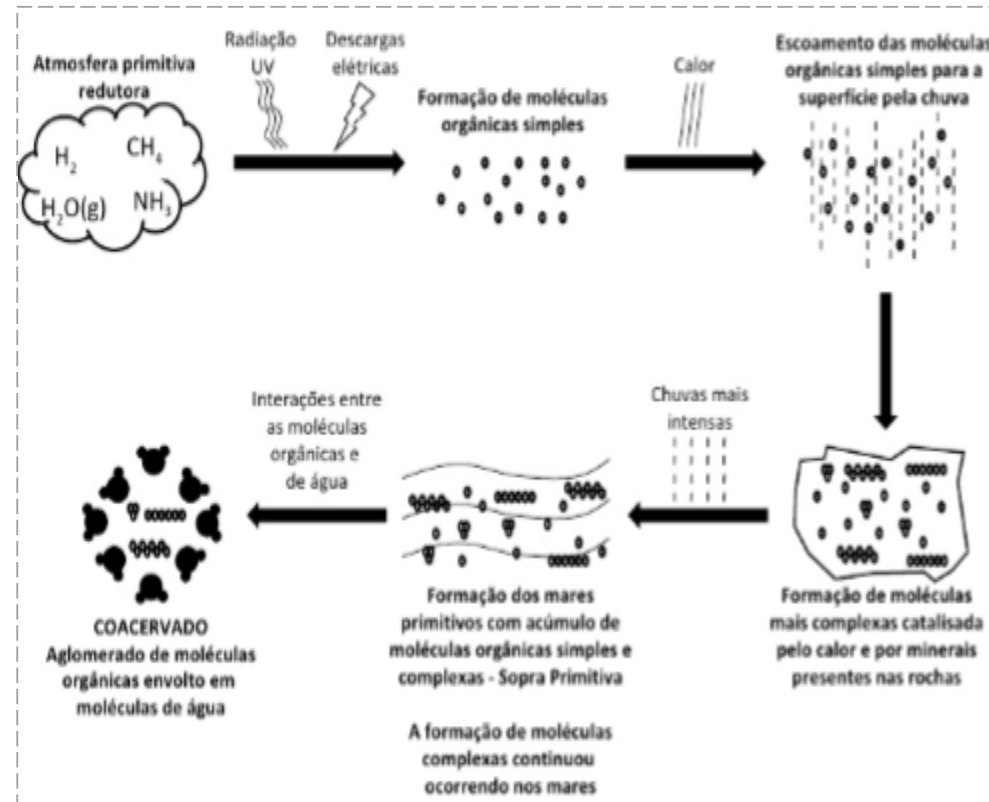 Atmosfera primitiva
redutora
H₂
CH₄
H₂O(g)
NH₃
Radiação
UV
Descargas
elétricas
Formação de moléculas
orgânicas simples
Calor
Escoamento das moléculas
orgânicas simples para a
superfície pela chuva
Formação de moléculas
mais complexas catalisada
pelo calor e por minerais
presentes nas rochas
Chuvas mais
intensas
Formação dos mares
primitivos com acúmulo de
moléculas orgânicas simples e
complexas - Sopra Primitiva
A formação de moléculas
complexas continuou
ocorrendo nos mares
Interações entre
as moléculas
orgânicas e
de água
COACERVADO
Aglomerado de moléculas
orgânicas envolto em
moléculas de água